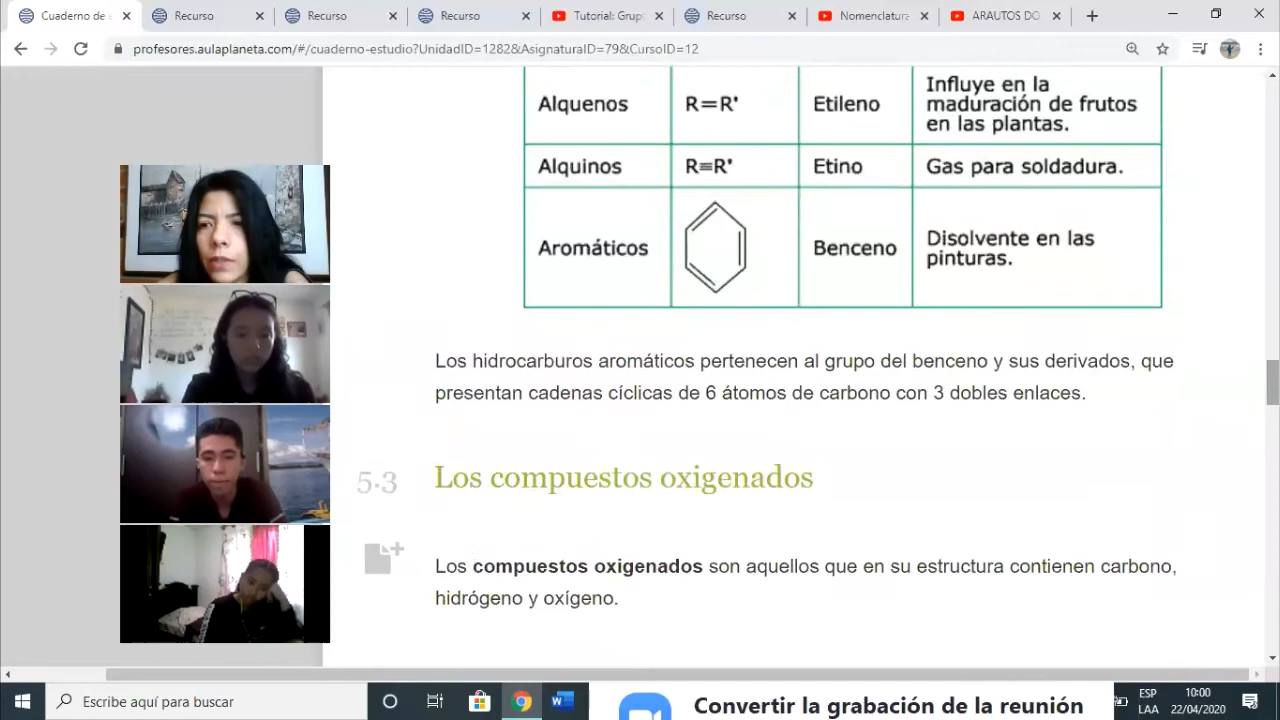 Cuaderno de
Recurso
Recurso
Recurso
Tutorial: Grup
Recurso
Nomenclatura
ARAUTOS DO
profesores.aulaplaneta.com/#/cuaderno-estudio?UnidadID=1282&AsignaturaID=79&CursoID=12
Alquenos
R=R'
Etileno
Influye en la
maduración de frutos
en las plantas.
Alquinos
R≡R'
Etino
Gas para soldadura.
Aromáticos
Benceno
Disolvente en las
pinturas.
Los hidrocarburos aromáticos pertenecen al grupo del benceno y sus derivados, que
presentan cadenas cíclicas de 6 átomos de carbono con 3 dobles enlaces.
5.3 Los compuestos oxigenados
Los compuestos oxigenados son aquellos que en su estructura contienen carbono,
hidrógeno y oxígeno.
Escribe aquí para buscar
Convertir la grabación de la reunión
ESP
LAA
10:00
22/04/2020